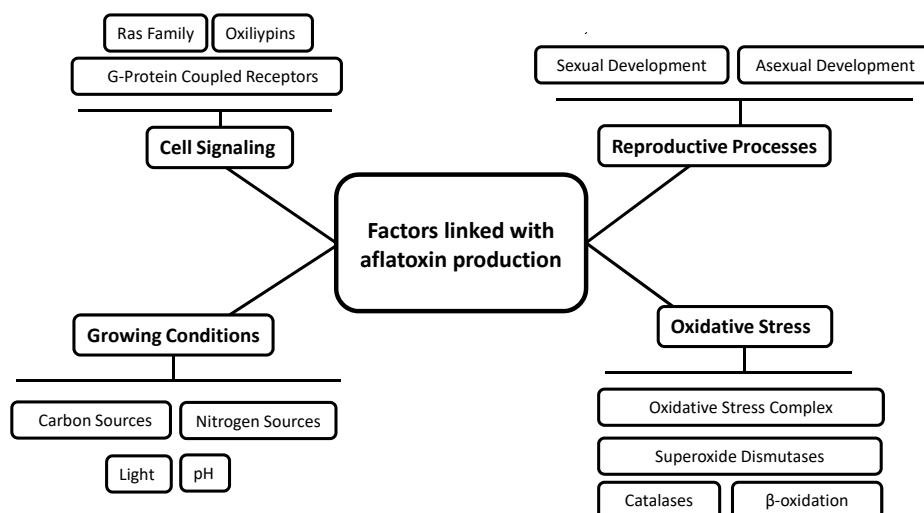 Ras Family
Oxiliypins
G-Protein Coupled Receptors
Cell Signaling
Sexual Development
Asexual Development
Reproductive Processes
Factors linked with
aflatoxin production
Growing Conditions
Carbon Sources
Nitrogen Sources
Light
pH
Oxidative Stress
Oxidative Stress Complex
Superoxide Dismutases
Catalases
β-oxidation